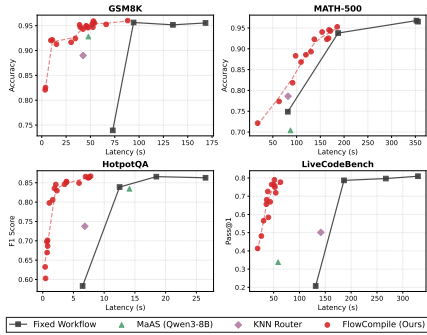 GSM8K
Accuracy
0.95
0.90
0.85
0.80
0.75
0 25 50 75 100 125 150 175
Latency (s)
MATH-500
Accuracy
0.95
0.90
0.85
0.80
0.75
0.70
50 100 150 200 250 300 350
Latency (s)
HotpotQA
F1 Score
0.85
0.80
0.75
0.70
0.65
0.60
0 5 10 15 20 25
Latency (s)
LiveCodeBench
Pass@1
0.8
0.7
0.6
0.5
0.4
0.3
0.2
50 100 150 200 250 300
Latency (s)
Fixed Workflow MaAS (Qwen3-8B) KNN Router FlowCompile (Ours)